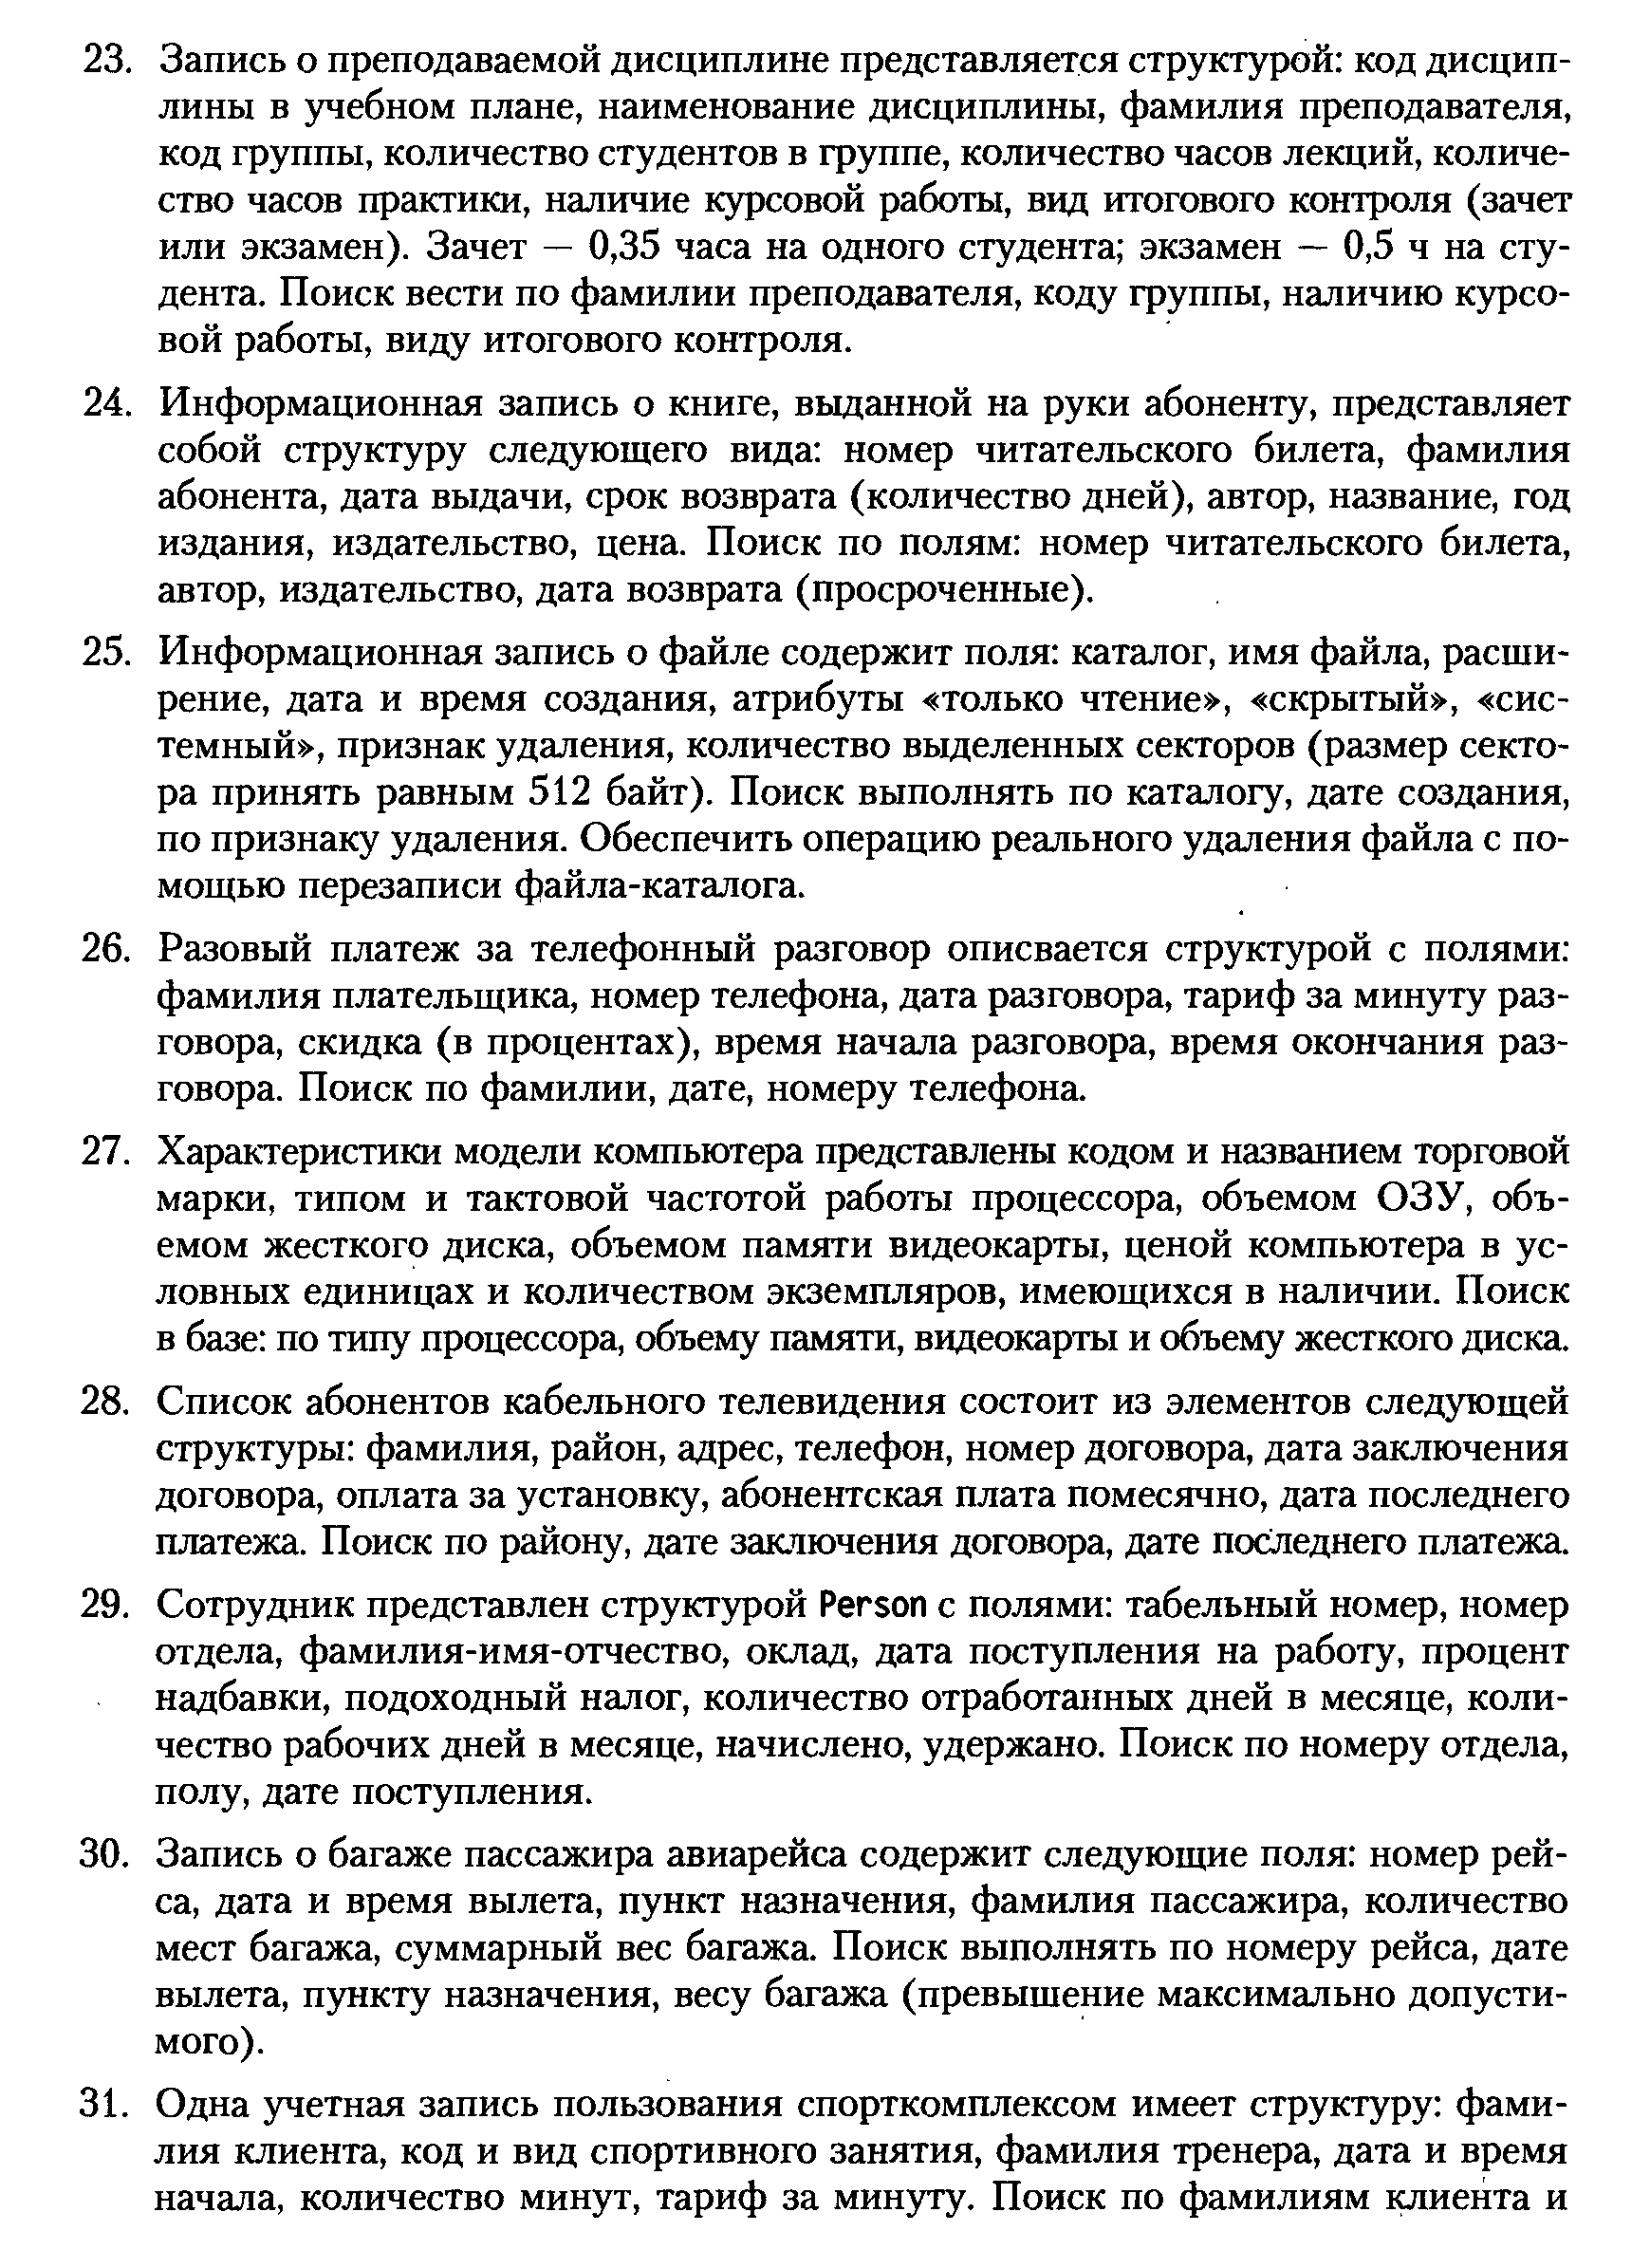 23. Запись о преподаваемой дисциплине представляется структурой: код дисцип-
лины в учебном плане, наименование дисциплины, фамилия преподавателя,
код группы, количество студентов в группе, количество часов лекций, количе-
ство часов практики, наличие курсовой работы, вид итогового контроля (зачет
или экзамен). Зачет — 0,35 часа на одного студента; экзамен — 0,5 ч на сту-
дента. Поиск вести по фамилии преподавателя, коду группы, наличию курсо-
вой работы, виду итогового контроля.
24. Информационная запись о книге, выданной на руки абоненту, представляет
собой структуру следующего вида: номер читательского билета, фамилия
абонента, дата выдачи, срок возврата (количество дней), автор, название, год
издания, издательство, цена. Поиск по полям: номер читательского билета,
автор, издательство, дата возврата (просроченные).
25. Информационная запись о файле содержит поля: каталог, имя файла, расши-
рение, дата и время создания, атрибуты «только чтение», «скрытый», «сис-
темный», признак удаления, количество выделенных секторов (размер секто-
ра принять равным 512 байт). Поиск выполнять по каталогу, дате создания,
по признаку удаления. Обеспечить операцию реального удаления файла с по-
мощью перезаписи файла-каталога.
26. Разовый платеж за телефонный разговор описвается структурой с полями:
фамилия плательщика, номер телефона, дата разговора, тариф за минуту раз-
говора, скидка (в процентах), время начала разговора, время окончания раз-
говора. Поиск по фамилии, дате, номеру телефона.
27. Характеристики модели компьютера представлены кодом и названием торговой
марки, типом и тактовой частотой работы процессора, объемом ОЗУ, объ-
емом жесткого диска, объемом памяти видеокарты, ценой компьютера в ус-
ловных единицах и количеством экземпляров, имеющихся в наличии. Поиск
в базе: по типу процессора, объему памяти, видеокарты и объему жесткого диска.
28. Список абонентов кабельного телевидения состоит из элементов следующей
структуры: фамилия, район, адрес, телефон, номер договора, дата заключения
договора, оплата за установку, абонентская плата помесячно, дата последнего
платежа. Поиск по району, дате заключения договора, дате последнего платежа.
29. Сотрудник представлен структурой Person с полями: табельный номер, номер
отдела, фамилия-имя-отчество, оклад, дата поступления на работу, процент
надбавки, подоходный налог, количество отработанных дней в месяце, коли-
чество рабочих дней в месяце, начислено, удержано. Поиск по номеру отдела,
полу, дате поступления.
30. Запись о багаже пассажира авиарейса содержит следующие поля: номер рей-
са, дата и время вылета, пункт назначения, фамилия пассажира, количество
мест багажа, суммарный вес багажа. Поиск выполнять по номеру рейса, дате
вылета, пункту назначения, весу багажа (превышение максимально допусти-
мого).
31. Одна учетная запись пользования спорткомплексом имеет структуру: фами-
лия клиента, код и вид спортивного занятия, фамилия тренера, дата и время
начала, количество минут, тариф за минуту. Поиск по фамилиям клиента и